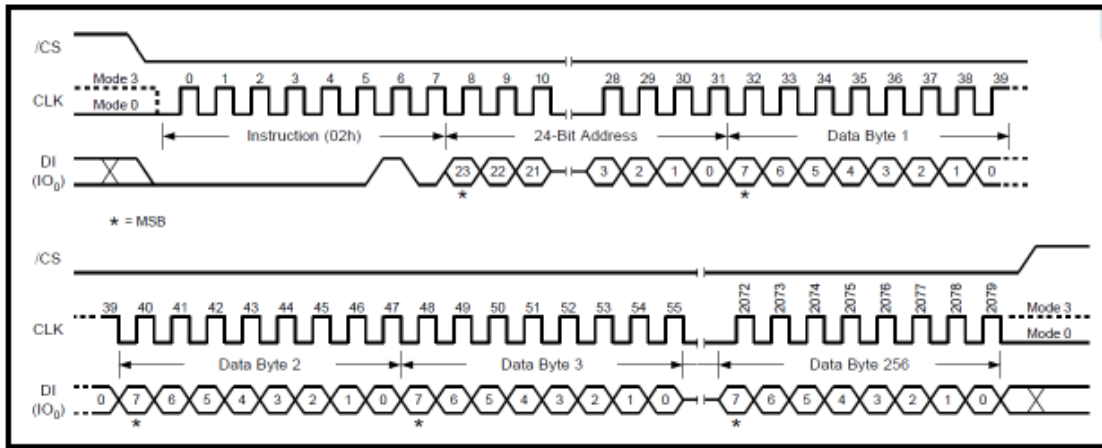 /CS
Mode 3 0 1 2 3 4 5 6 7 8 9 10 28 29 30 31 32 33 34 35 36 37 38 39
CLK
Mode 0
Instruction (02h) 24-Bit Address Data Byte 1
DI
(IO0) 23 22 21 3 2 1 0 7 6 5 4 3 2 1 0
* *
* = MSB
/CS
39 40 41 42 43 44 45 46 47 48 49 50 51 52 53 54 55 2072 2073 2074 2075 2076 2077 2078 2079 Mode 3
CLK Mode 0
Data Byte 2 Data Byte 3 Data Byte 256
DI
(IO0) 0 7 6 5 4 3 2 1 0 7 6 5 4 3 2 1 0 7 6 5 4 3 2 1 0
* * *